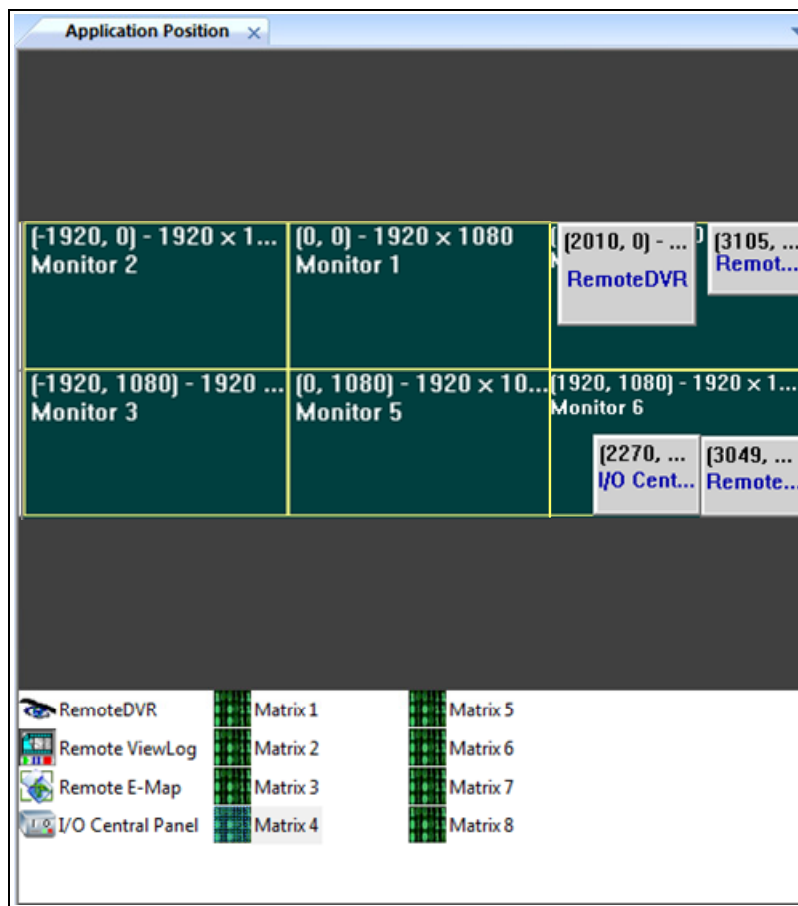 Application Position
(-1920, 0) - 1920 × 1...
Monitor 2
(0, 0) - 1920 × 1080
Monitor 1
(2010, 0) - ...
RemoteDVR
(3105, ...
Remot...
(-1920, 1080) - 1920 ...
Monitor 3
(0, 1080) - 1920 × 10...
Monitor 5
(1920, 1080) - 1920 × 1...
Monitor 6
(2270, ...
I/O Cent...
(3049, ...
Remote...
RemoteDVR
Matrix 1
Matrix 5
Remote ViewLog
Matrix 2
Matrix 6
Remote E-Map
Matrix 3
Matrix 7
I/O Central Panel
Matrix 4
Matrix 8